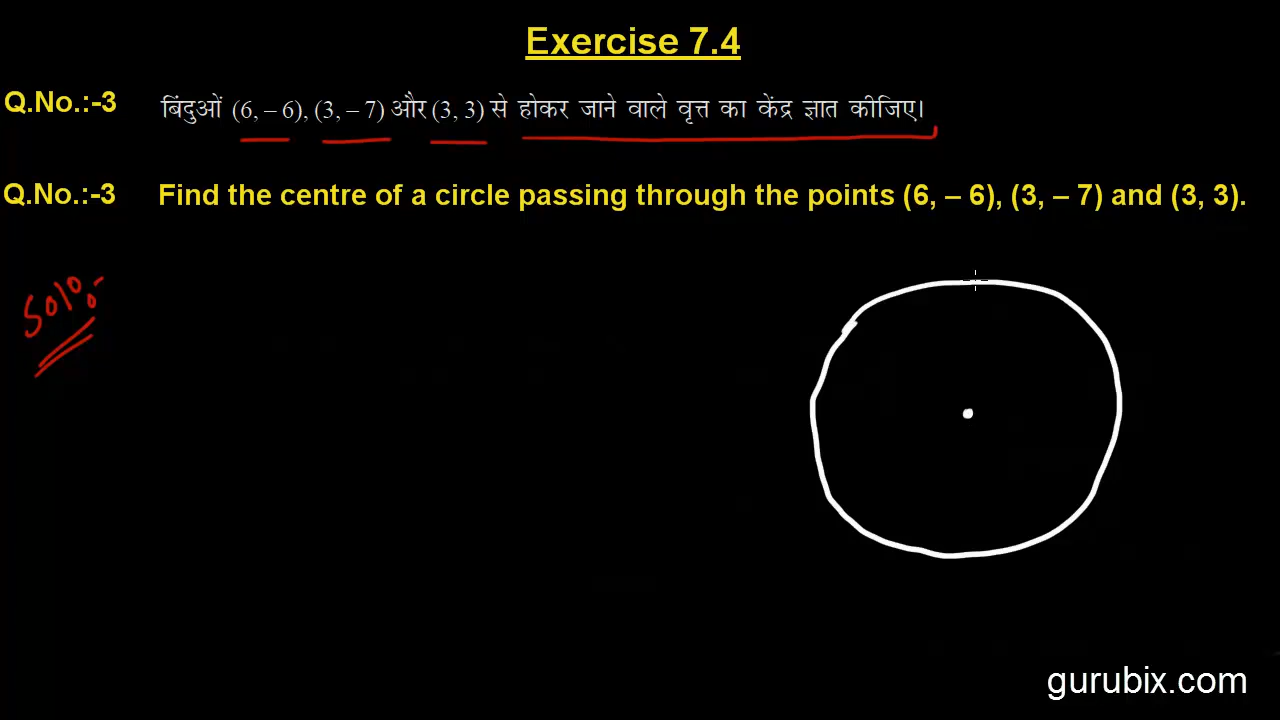 Exercise 7.4
Q.No.:-3 बिंदुओं (6, – 6), (3, – 7) और (3, 3) से होकर जाने वाले वृत्त का केंद्र ज्ञात कीजिए।
Q.No.:-3 Find the centre of a circle passing through the points (6, – 6), (3, – 7) and (3, 3).
Soln:-
gurubix.com